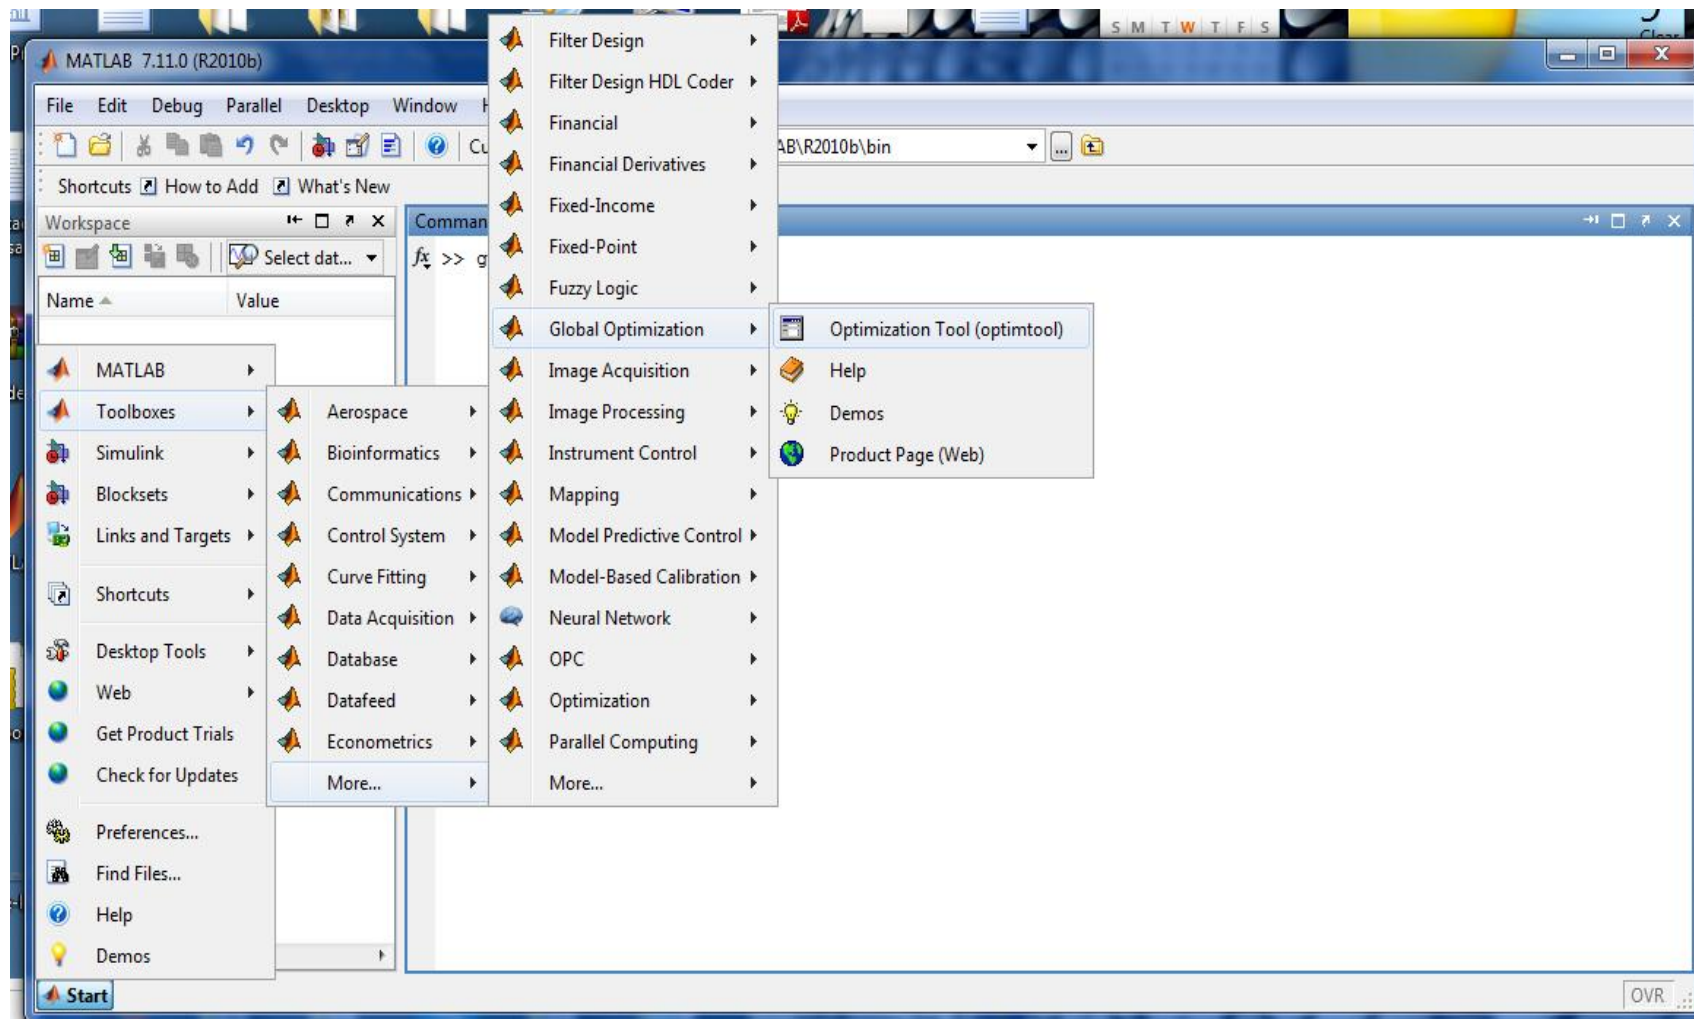 S M T W T F S
MATLAB 7.11.0 (R2010b)
File Edit Debug Parallel Desktop Window
AB\R2010b\bin
...
Shortcuts How to Add What's New
Workspace
Select dat...
Name Value
fx >> g
MATLAB
Toolboxes
Simulink
Blocksets
Links and Targets
Shortcuts
Desktop Tools
Web
Get Product Trials
Check for Updates
Preferences...
Find Files...
Help
Demos
Start
Aerospace
Bioinformatics
Communications
Control System
Curve Fitting
Data Acquisition
Database
Datafeed
Econometrics
More...
Filter Design
Filter Design HDL Coder
Financial
Financial Derivatives
Fixed-Income
Fixed-Point
Fuzzy Logic
Global Optimization
Image Acquisition
Image Processing
Instrument Control
Mapping
Model Predictive Control
Model-Based Calibration
Neural Network
OPC
Optimization
Parallel Computing
More...
Optimization Tool (optimtool)
Help
Demos
Product Page (Web)
OVR